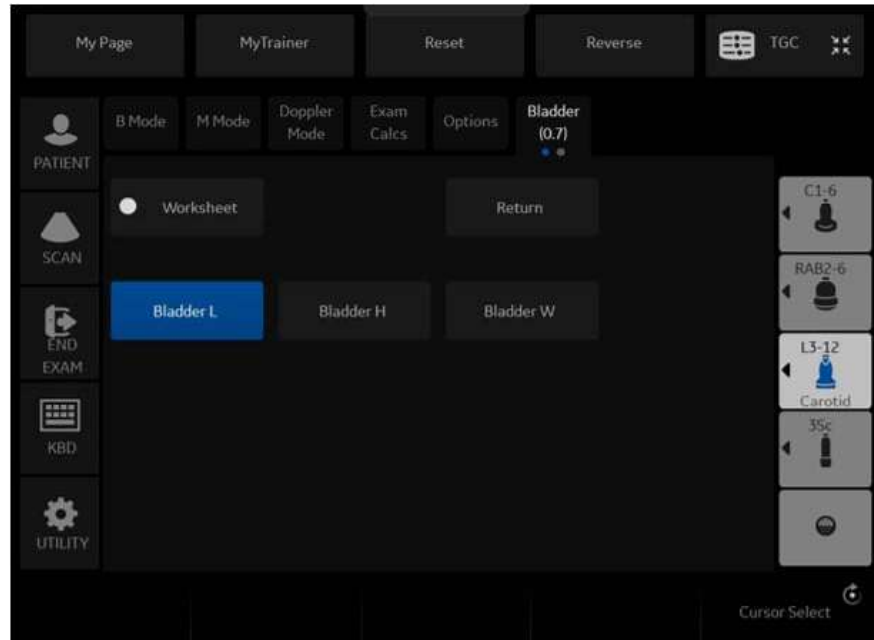 My Page
MyTrainer
Reset
Reverse
TGC
B Mode
M Mode
Doppler
Mode
Exam
Calcs
Options
Bladder
(0.7)
PATIENT
SCAN
END
EXAM
KBD
UTILITY
Worksheet
Return
Bladder L
Bladder H
Bladder W
C1-6
RAB2-6
L3-12
Carotid
3Sc
Cursor Select